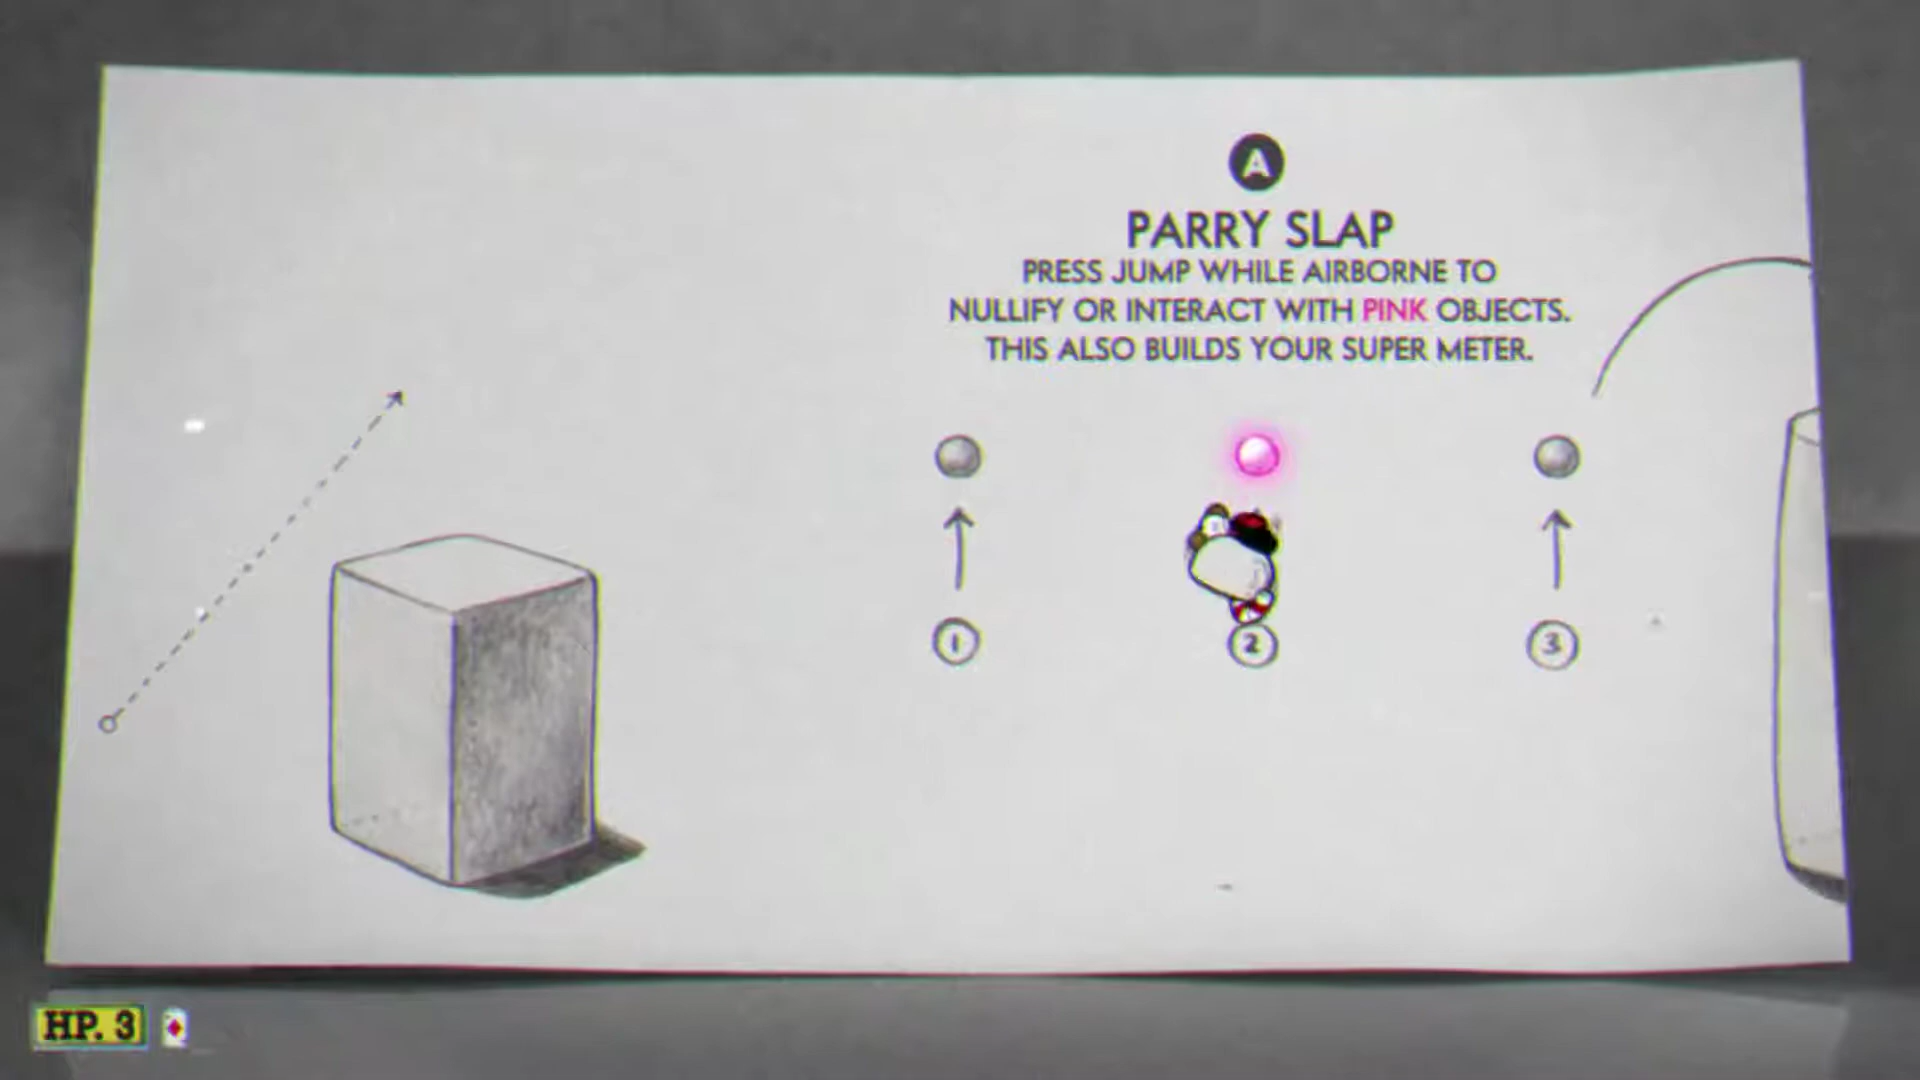 A
PARRY SLAP
PRESS JUMP WHILE AIRBORNE TO
NULLIFY OR INTERACT WITH PINK OBJECTS.
THIS ALSO BUILDS YOUR SUPER METER.
1 2 3
HP. 3